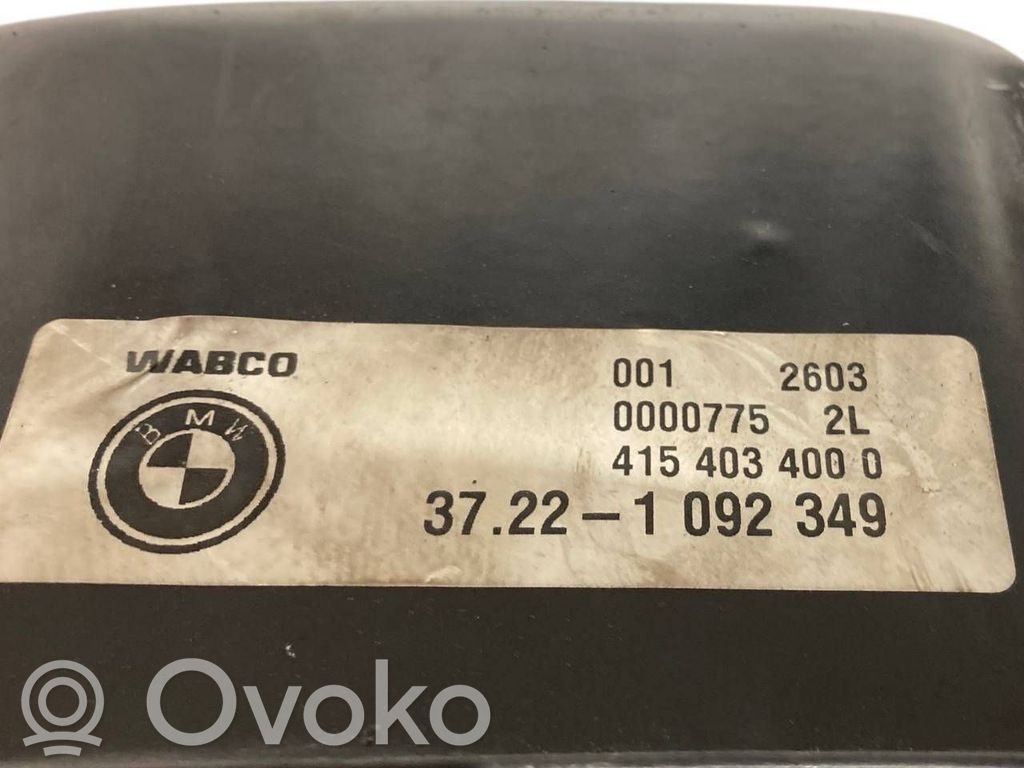 WABCO
BMW
001 2603
0000775 2L
415 403 400 0
37.22-1 092 349
Ovoko